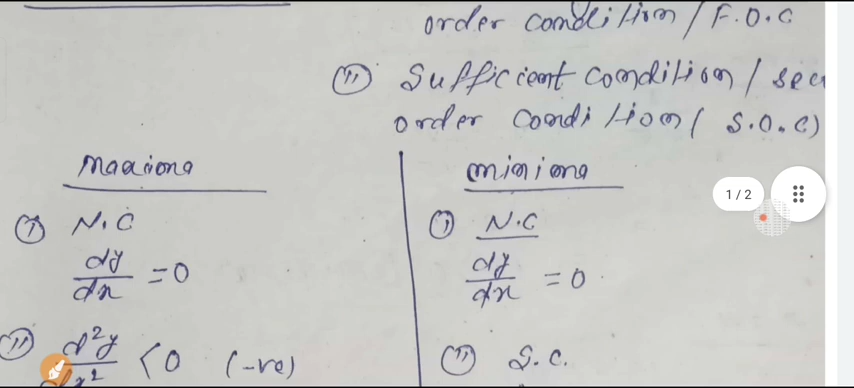 order condition / F.O.C
(ii) Sufficient condition / sec
order condition ( S.O.C)
Maxima
(i) N.C
dy/dx = 0
(ii) d²y/dx² < 0 (-ve)
minima
(i) N.C
dy/dx = 0
(ii) S.C.
1 / 2